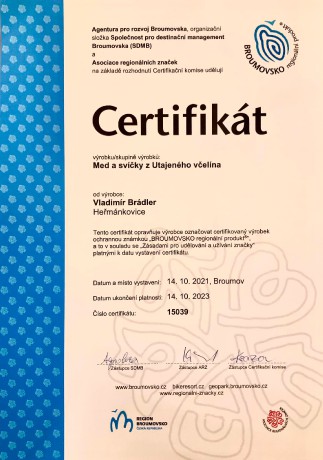 Agentura pro rozvoj Broumovska, organizační
složka Společnost pro destinační management
Broumovska (SDMB)
a
Asociace regionálních značek
na základě rozhodnutí Certifikační komise udělují
BROUMOVSKO regionální produkt®
Certifikát
výrobku/skupině výrobků:
Med a svíčky z Utajeného včelína
od výrobce:
Vladimír Brádler
Heřmánkovice
Tento certifikát opravňuje výrobce označovat certifikovaný výrobek
ochrannou známkou „BROUMOVSKO regionální produkt®",
a to v souladu se „Zásadami pro udělování a užívání značky"
platnými k datu vystavení certifikátu.
Datum a místo vystavení: 14. 10. 2021, Broumov
Datum ukončení platnosti: 14. 10. 2023
Číslo certifikátu: 15039
Zástupce SDMB Zástupce ARZ Zástupce Certifikační komise
www.broumovsko.cz bikeresort.cz geopark.broumovsko.cz
www.regionalni-znacky.cz
REGION
BROUMOVSKO
ČESKÁ REPUBLIKA